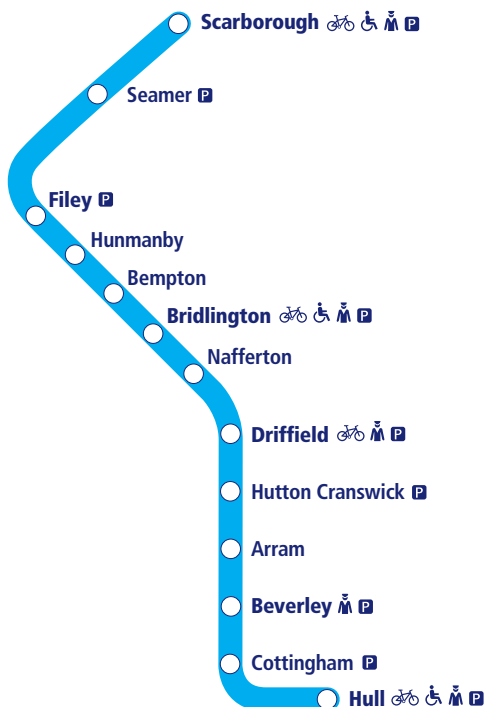 Scarborough P
Seamer P
Filey P
Hunmanby
Bempton
Bridlington P
Nafferton
Driffield P
Hutton Cranswick P
Arram
Beverley P
Cottingham P
Hull P